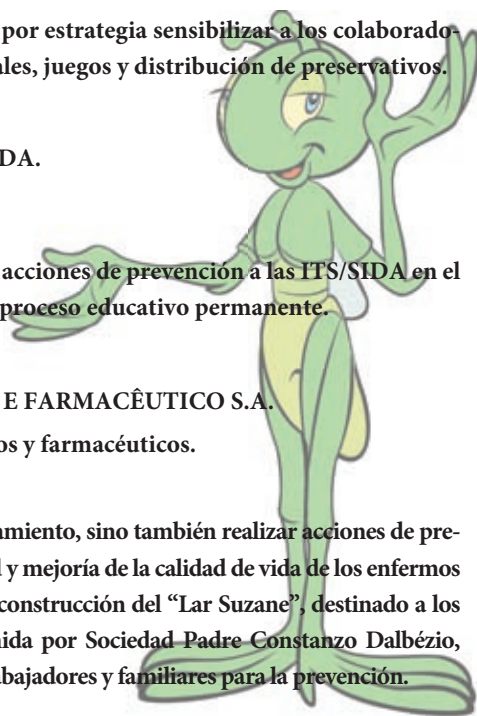 por estrategia sensibilizar a los colaborado-
ales, juegos y distribución de preservativos.
DA.
acciones de prevención a las ITS/SIDA en el
proceso educativo permanente.
E FARMACÊUTICO S.A.
os y farmacéuticos.
amiento, sino también realizar acciones de pre-
l y mejoría de la calidad de vida de los enfermos
construcción del “Lar Suzane”, destinado a los
nida por Sociedad Padre Constanzo Dalbézio,
abajadores y familiares para la prevención.